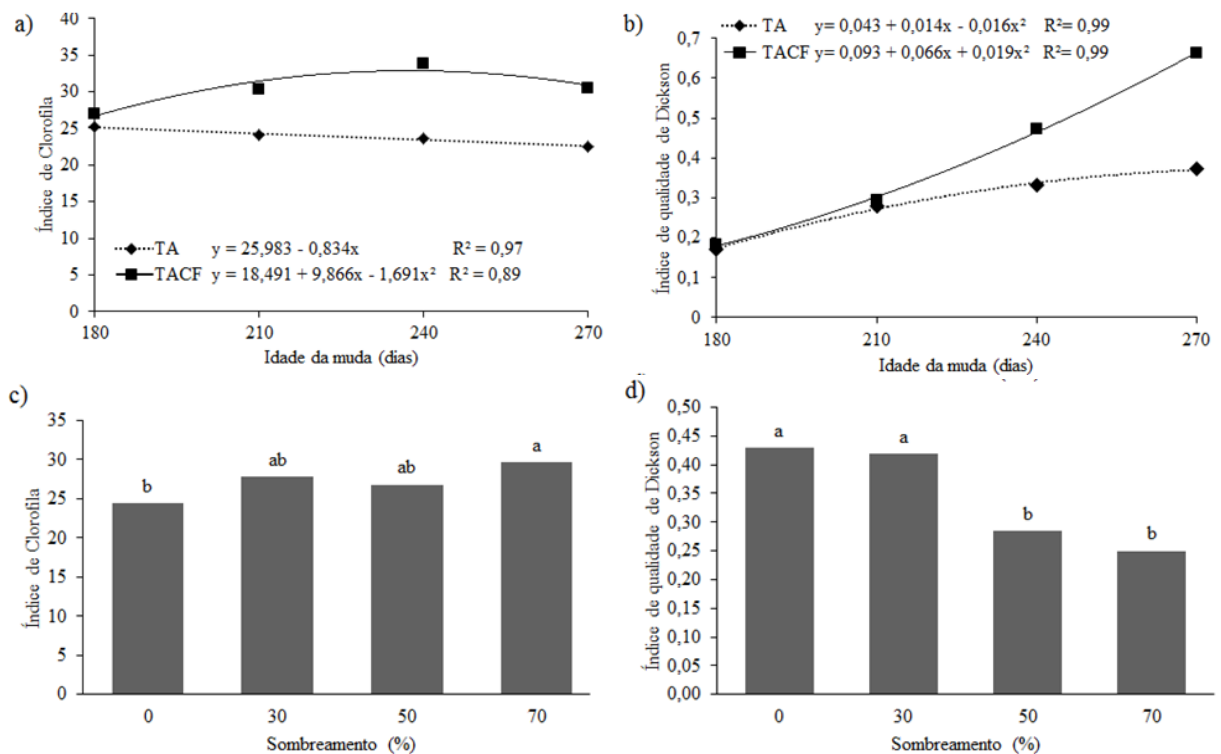 a)
Índice de Clorofila
40
35
30
25
20
15
10
5
0
TA y = 25,983 - 0,834x R² = 0,97
TACF y = 18,491 + 9,866x - 1,691x² R² = 0,89
180 210 240 270
Idade da muda (dias)
b)
TA y= 0,043 + 0,014x - 0,016x² R²= 0,99
TACF y= 0,093 + 0,066x + 0,019x² R²= 0,99
Índice de qualidade de Dickson
0,7
0,6
0,5
0,4
0,3
0,2
0,1
0
180 210 240 270
Idade da muda (dias)
c)
Índice de Clorofila
35
30
25
20
15
10
5
0
b ab ab a
0 30 50 70
Sombreamento (%)
d)
Índice de qualidade de Dickson
0,50
0,45
0,40
0,35
0,30
0,25
0,20
0,15
0,10
0,05
0,00
a a b b
0 30 50 70
Sombreamento (%)